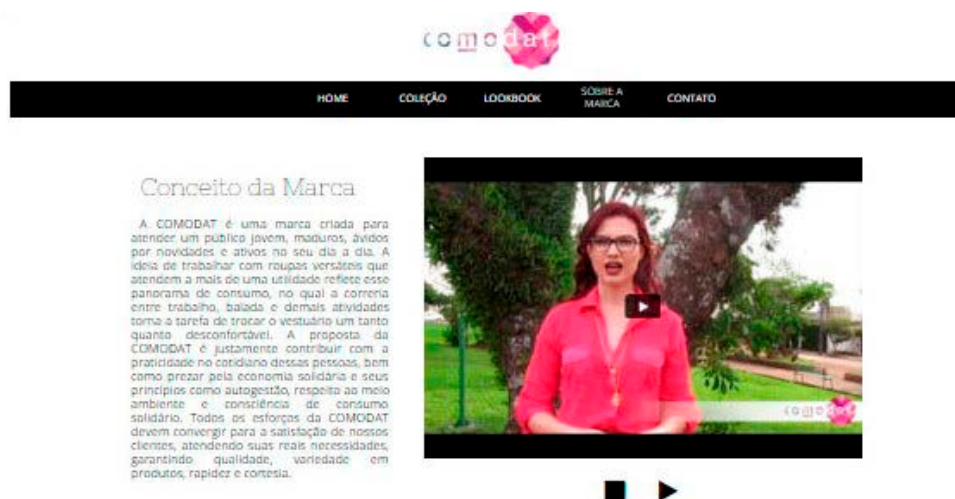 comodat
HOME COLEÇÃO LOOKBOOK SOBRE A MARCA CONTATO
Conceito da Marca
A COMODAT é uma marca criada para
atender um público jovem, maduros, ávidos
por novidades e ativos no seu dia a dia. A
ideia de trabalhar com roupas versáteis que
atendem a mais de uma utilidade reflete esse
panorama de consumo, no qual a correria
entre trabalho, balada e demais atividades
torna a tarefa de trocar o vestuário um tanto
quanto desconfortável. A proposta da
COMODAT é justamente contribuir com a
praticidade no cotidiano dessas pessoas, bem
como prezar pela economia solidária e seus
princípios como autogestão, respeito ao meio
ambiente e consciência de consumo
solidário. Todos os esforços da COMODAT
devem convergir para a satisfação de nossos
clientes, atendendo suas reais necessidades,
garantindo qualidade, variedade em
produtos, rapidez e cortesia.
comodat